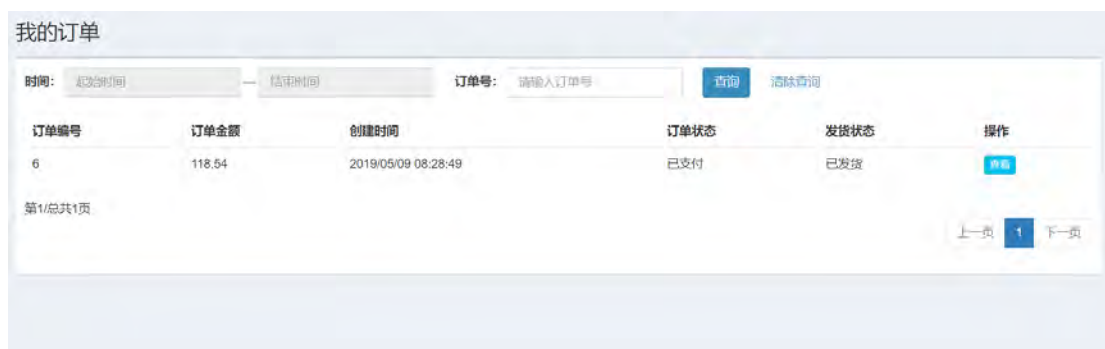 我的订单
时间: 起始时间 — 结束时间 订单号: 请输入订单号 查询 清除查询
订单编号 订单金额 创建时间 订单状态 发货状态 操作
6 118.54 2019/05/09 08:28:49 已支付 已发货 查看
第1/总共1页
上一页 1 下一页